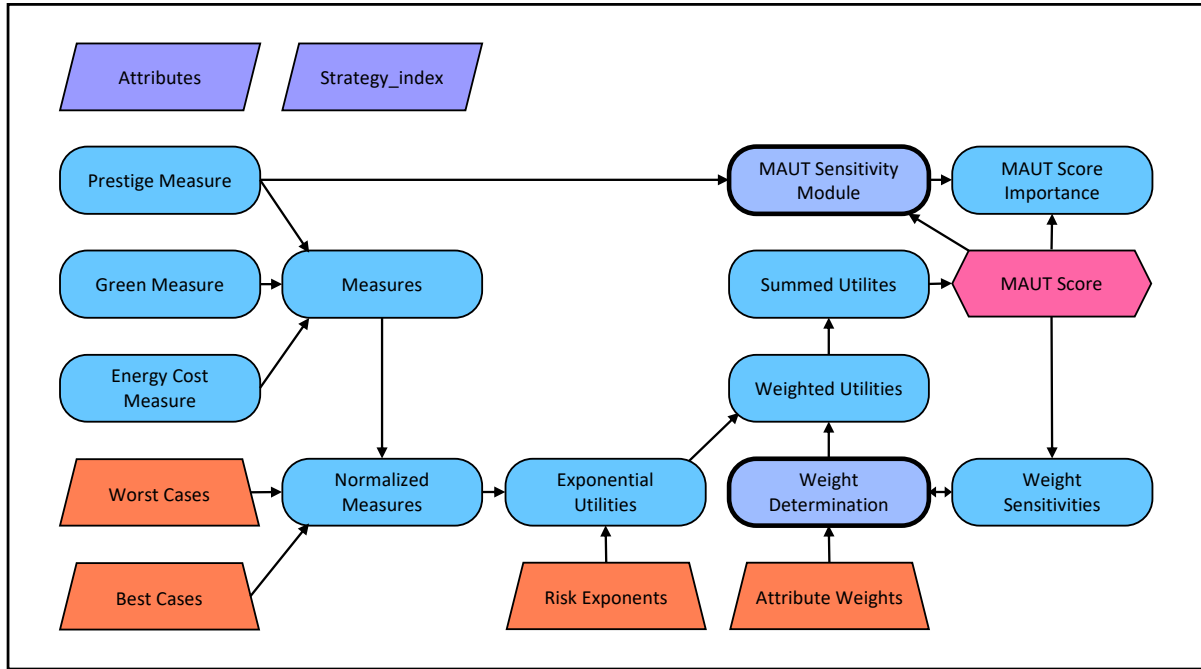 Attributes
Strategy_index
Prestige Measure
MAUT Sensitivity
Module
MAUT Score
Importance
Green Measure
Measures
Summed Utilites
MAUT Score
Energy Cost
Measure
Weighted Utilities
Worst Cases
Normalized
Measures
Exponential
Utilities
Weight
Determination
Weight
Sensitivities
Best Cases
Risk Exponents
Attribute Weights